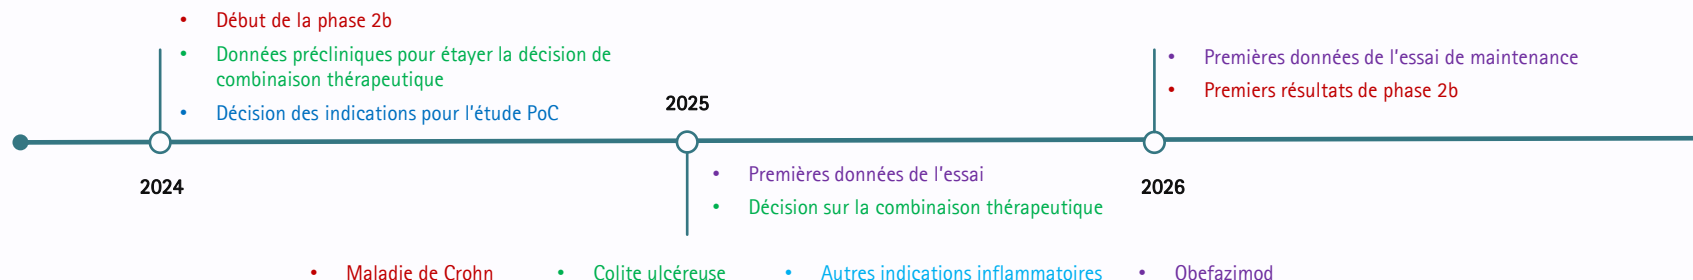 • Début de la phase 2b
• Données précliniques pour étayer la décision de
combinaison thérapeutique
• Décision des indications pour l'étude PoC
2024
2025
• Premières données de l'essai
• Décision sur la combinaison thérapeutique
• Premières données de l'essai de maintenance
• Premiers résultats de phase 2b
2026
• Maladie de Crohn • Colite ulcéreuse • Autres indications inflammatoires • Obefazimod